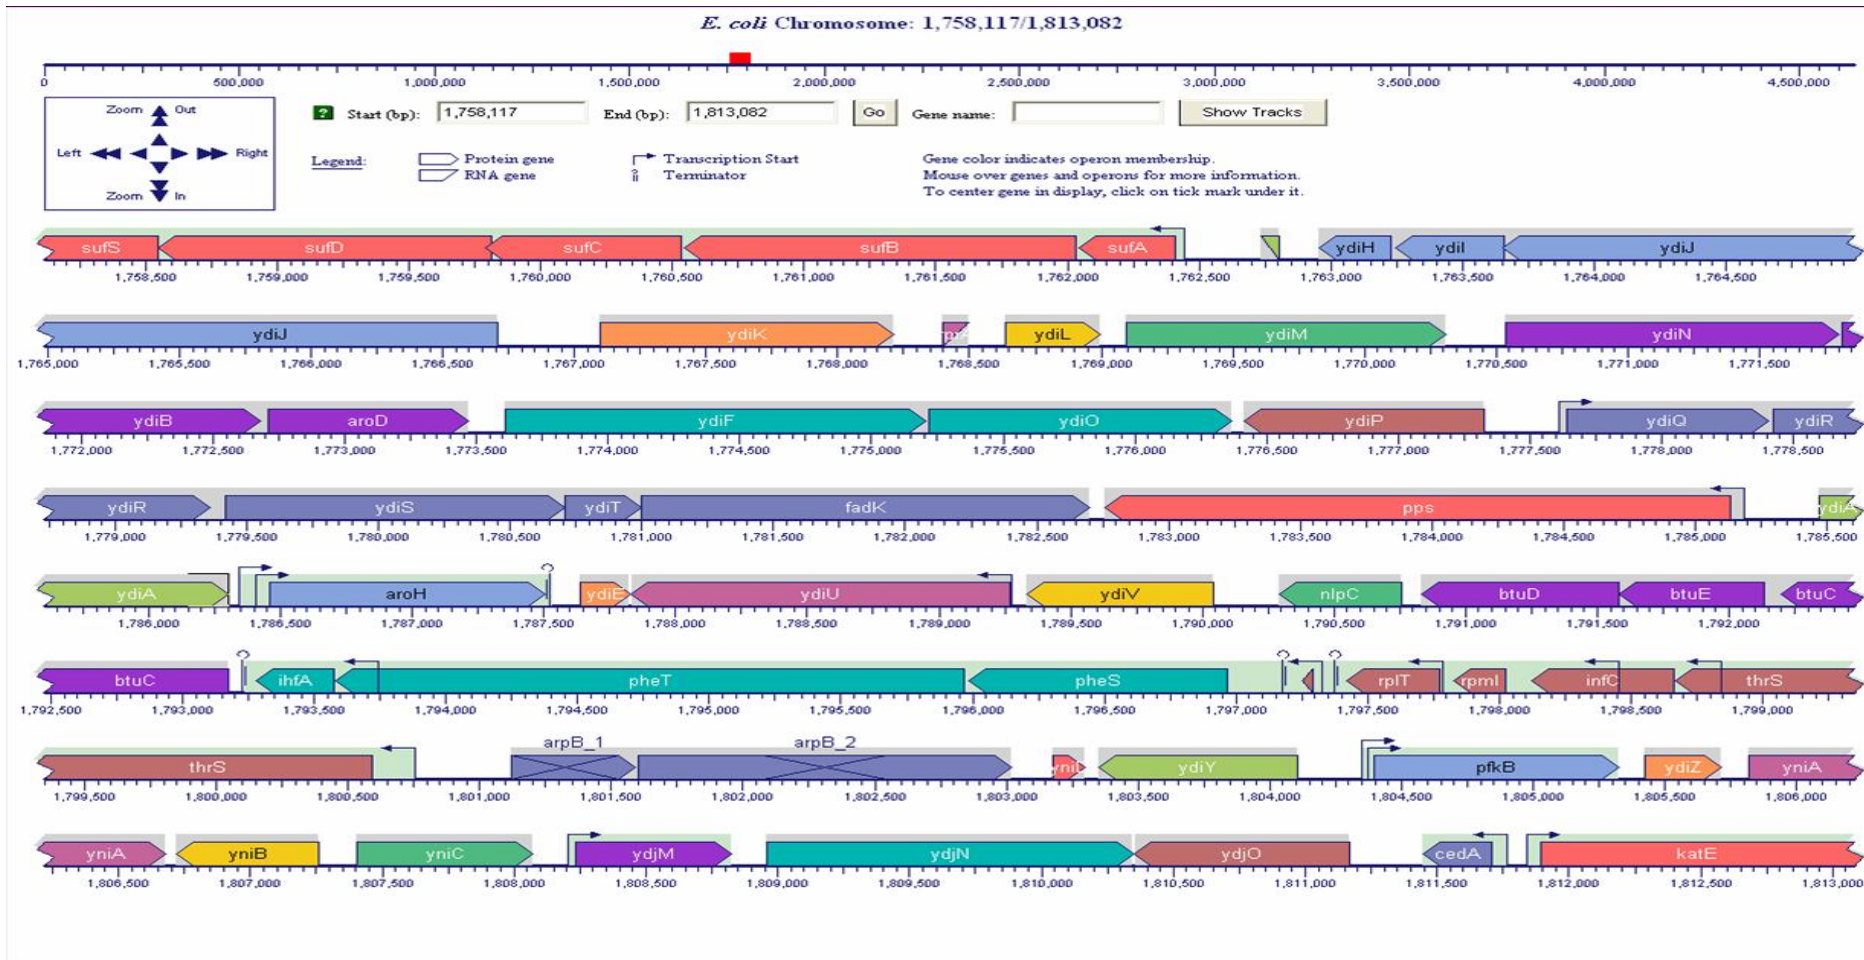 E. coli Chromosome: 1,758,117/1,813,082
0 500,000 1,000,000 1,500,000 2,000,000 2,500,000 3,000,000 3,500,000 4,000,000 4,500,000
Zoom Out
Left Right
Zoom In
? Start (bp): 1,758,117 End (bp): 1,813,082 Go Gene name: Show Tracks
Legend: Protein gene Transcription Start
RNA gene Terminator
Gene color indicates operon membership.
Mouse over genes and operons for more information.
To center gene in display, click on tick mark under it.
sufS sufD sufC sufB sufA ydiH ydiI ydiJ
1,758,500 1,759,000 1,759,500 1,760,000 1,760,500 1,761,000 1,761,500 1,762,000 1,762,500 1,763,000 1,763,500 1,764,000 1,764,500
ydiJ ydiK ydiL ydiM ydiN
1,765,000 1,765,500 1,766,000 1,766,500 1,767,000 1,767,500 1,768,000 1,768,500 1,769,000 1,769,500 1,770,000 1,770,500 1,771,000 1,771,500
ydiB aroD ydiF ydiO ydiP ydiQ ydiR
1,772,000 1,772,500 1,773,000 1,773,500 1,774,000 1,774,500 1,775,000 1,775,500 1,776,000 1,776,500 1,777,000 1,777,500 1,778,000 1,778,500
ydiR ydiS ydiT fadK pps ydiA
1,779,000 1,779,500 1,780,000 1,780,500 1,781,000 1,781,500 1,782,000 1,782,500 1,783,000 1,783,500 1,784,000 1,784,500 1,785,000 1,785,500
ydiA aroH ydiE ydiU ydiV nlpC btuD btuE btuC
1,786,000 1,786,500 1,787,000 1,787,500 1,788,000 1,788,500 1,789,000 1,789,500 1,790,000 1,790,500 1,791,000 1,791,500 1,792,000
btuC ihfA pheT pheS rplT rpmI infC thrS
1,792,500 1,793,000 1,793,500 1,794,000 1,794,500 1,795,000 1,795,500 1,796,000 1,796,500 1,797,000 1,797,500 1,798,000 1,798,500 1,799,000
arpB_1 arpB_2
thrS ydiY pfkB ydiZ yniA
1,799,500 1,800,000 1,800,500 1,801,000 1,801,500 1,802,000 1,802,500 1,803,000 1,803,500 1,804,000 1,804,500 1,805,000 1,805,500 1,806,000
yniA yniB yniC ydjM ydjN ydjO cedA katE
1,806,500 1,807,000 1,807,500 1,808,000 1,808,500 1,809,000 1,809,500 1,810,000 1,810,500 1,811,000 1,811,500 1,812,000 1,812,500 1,813,000